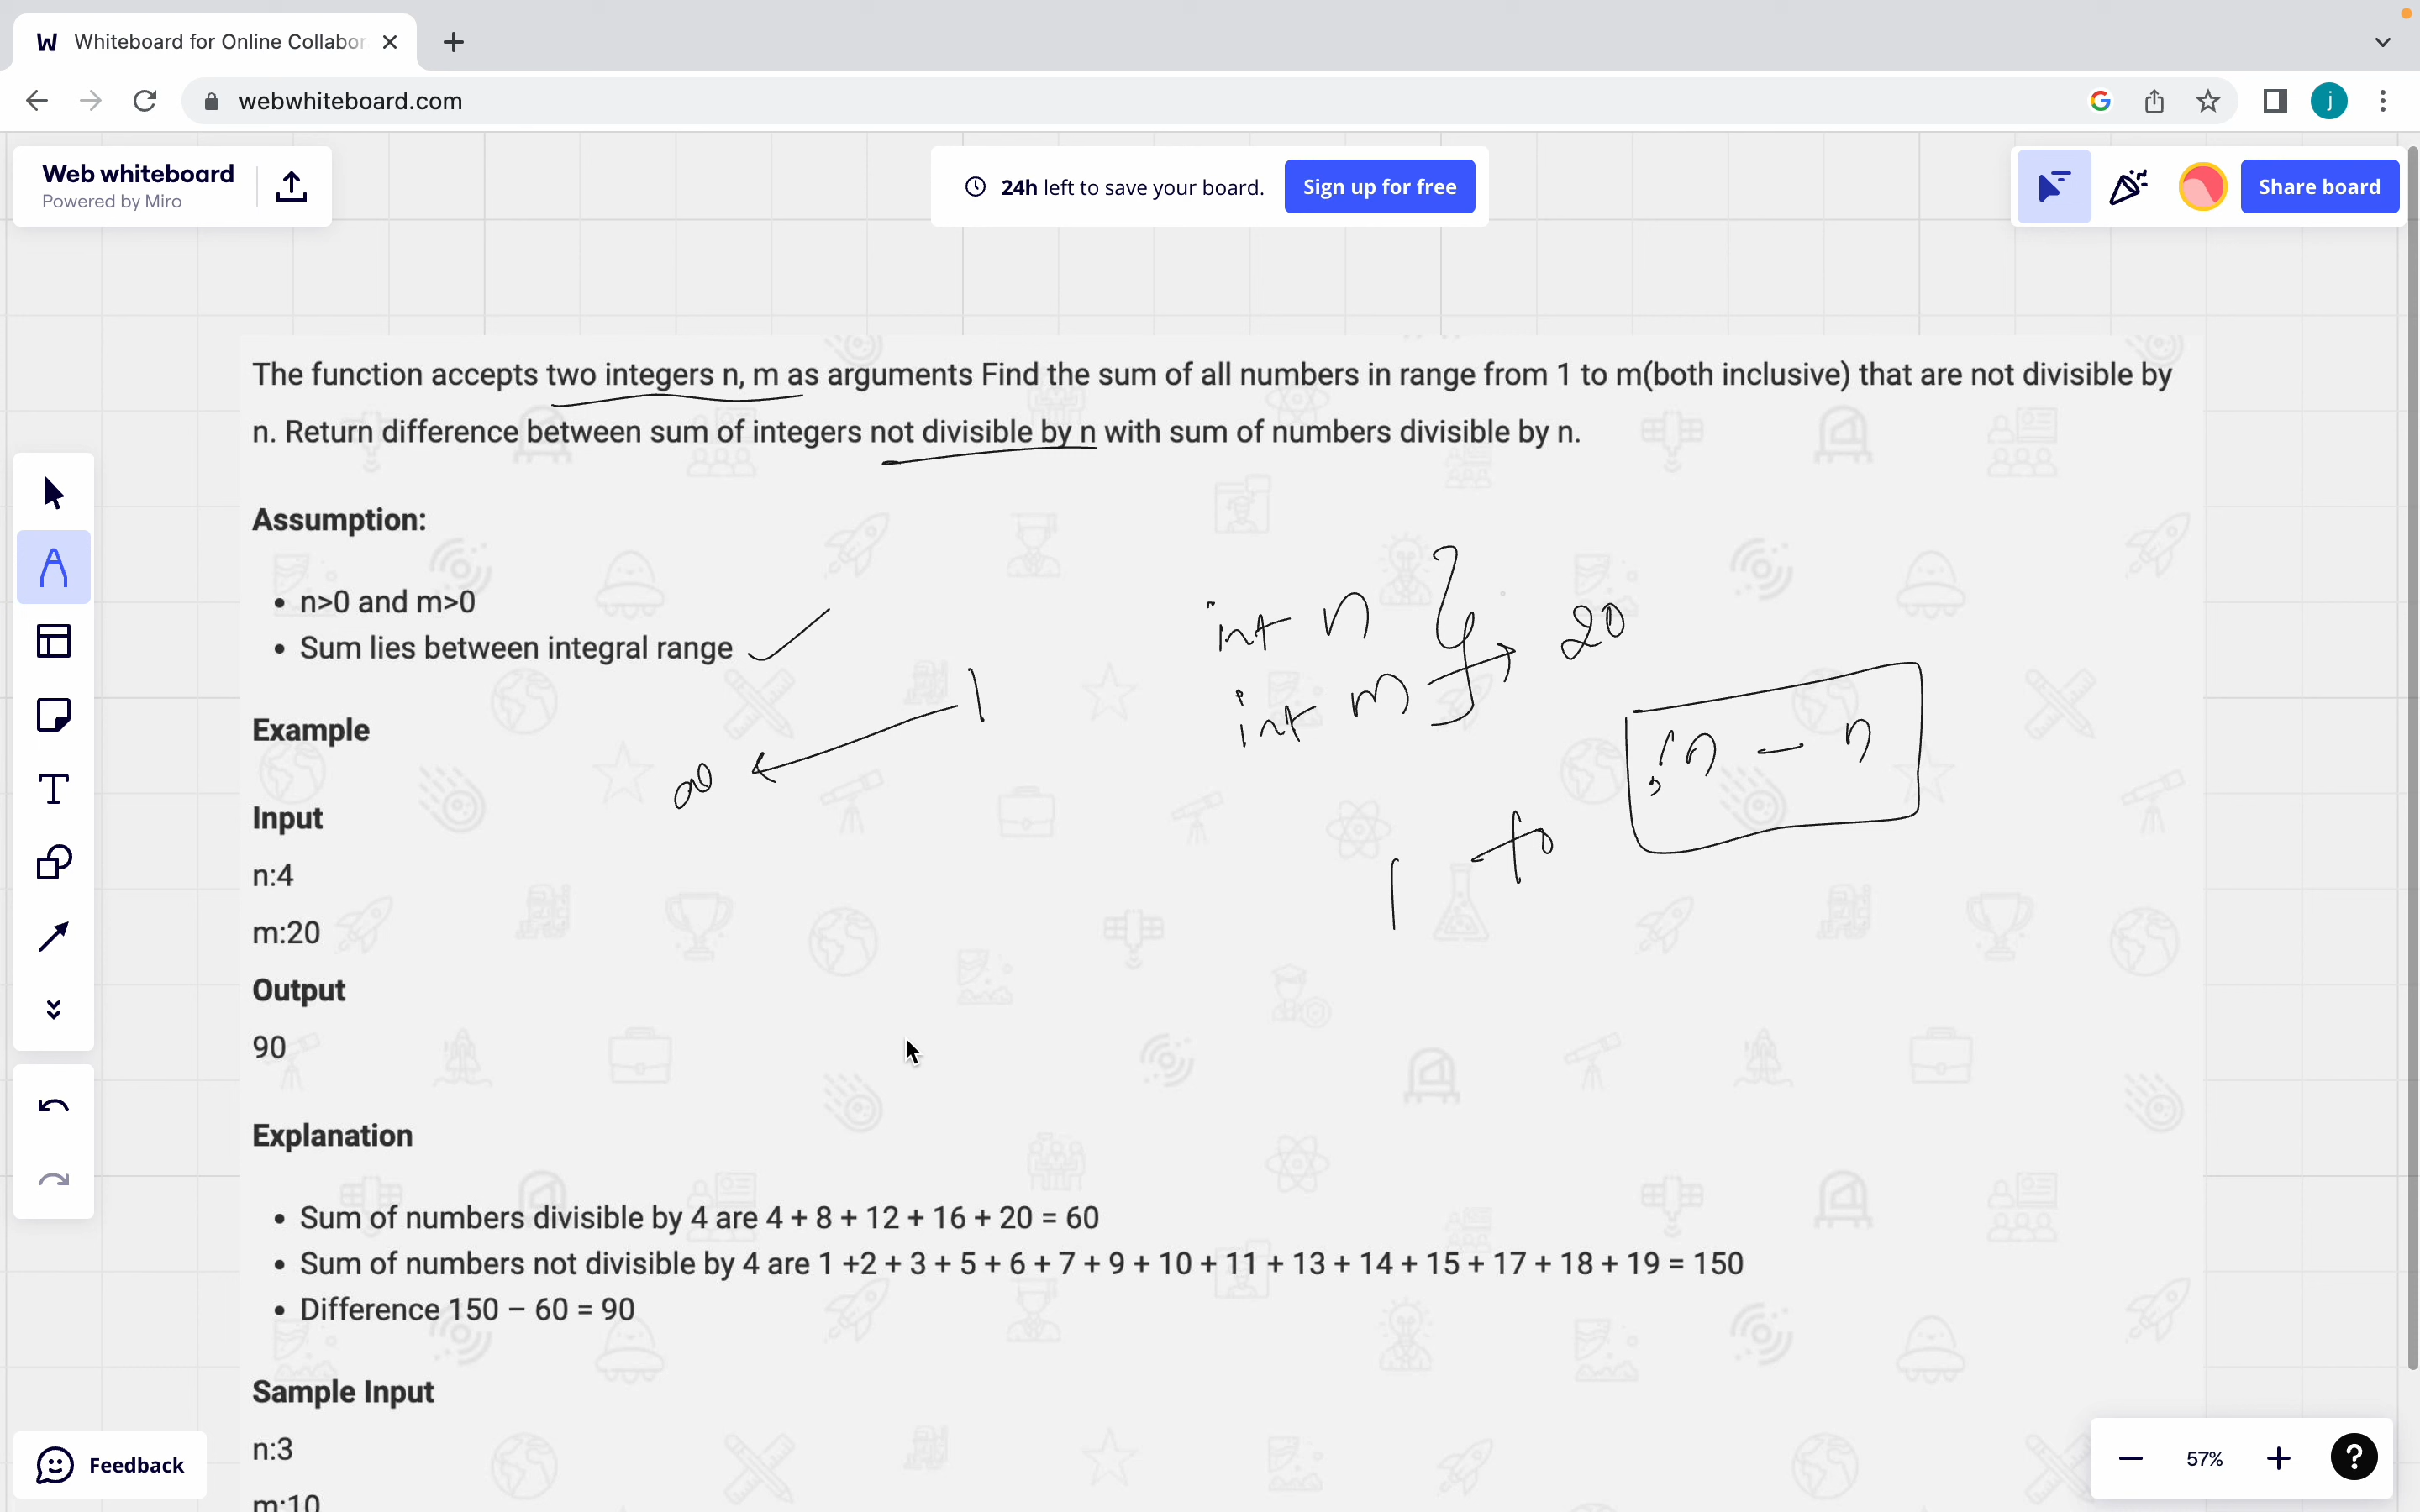 Whiteboard for Online Collabor
webwhiteboard.com
j
Web whiteboard
Powered by Miro
24h left to save your board.
Sign up for free
Share board
The function accepts two integers n, m as arguments Find the sum of all numbers in range from 1 to m(both inclusive) that are not divisible by
n. Return difference between sum of integers not divisible by n with sum of numbers divisible by n.
Assumption:
• n>0 and m>0
• Sum lies between integral range
int n
20
int m
1
Example
n – n
1 to
Input
n:4
m:20
Output
90
Explanation
• Sum of numbers divisible by 4 are 4 + 8 + 12 + 16 + 20 = 60
• Sum of numbers not divisible by 4 are 1 +2 + 3 + 5 + 6 + 7 + 9 + 10 + 11 + 13 + 14 + 15 + 17 + 18 + 19 = 150
• Difference 150 – 60 = 90
Sample Input
n:3
m:10
Feedback
57%